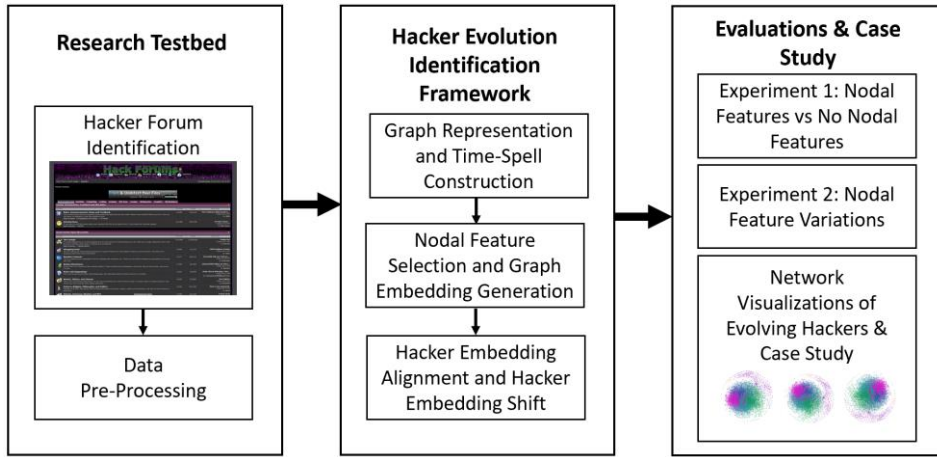 Research Testbed
Hacker Forum
Identification
Hack Forums
Data
Pre-Processing
Hacker Evolution
Identification
Framework
Graph Representation
and Time-Spell
Construction
Nodal Feature
Selection and Graph
Embedding Generation
Hacker Embedding
Alignment and Hacker
Embedding Shift
Evaluations & Case
Study
Experiment 1: Nodal
Features vs No Nodal
Features
Experiment 2: Nodal
Feature Variations
Network
Visualizations of
Evolving Hackers &
Case Study